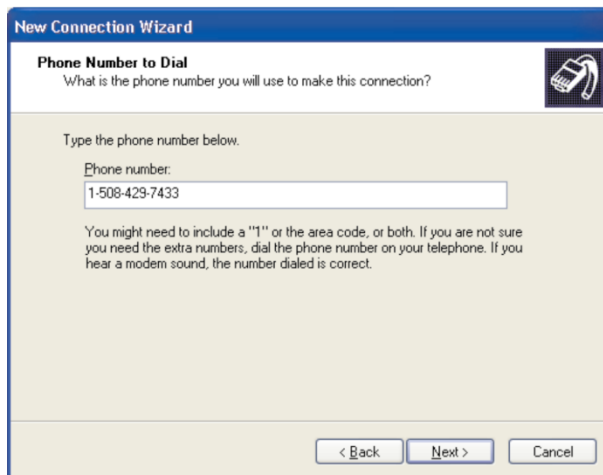 New Connection Wizard
Phone Number to Dial
What is the phone number you will use to make this connection?
Type the phone number below.
Phone number:
1-508-429-7433
You might need to include a "1" or the area code, or both. If you are not sure
you need the extra numbers, dial the phone number on your telephone. If you
hear a modem sound, the number dialed is correct.
< Back
Next >
Cancel